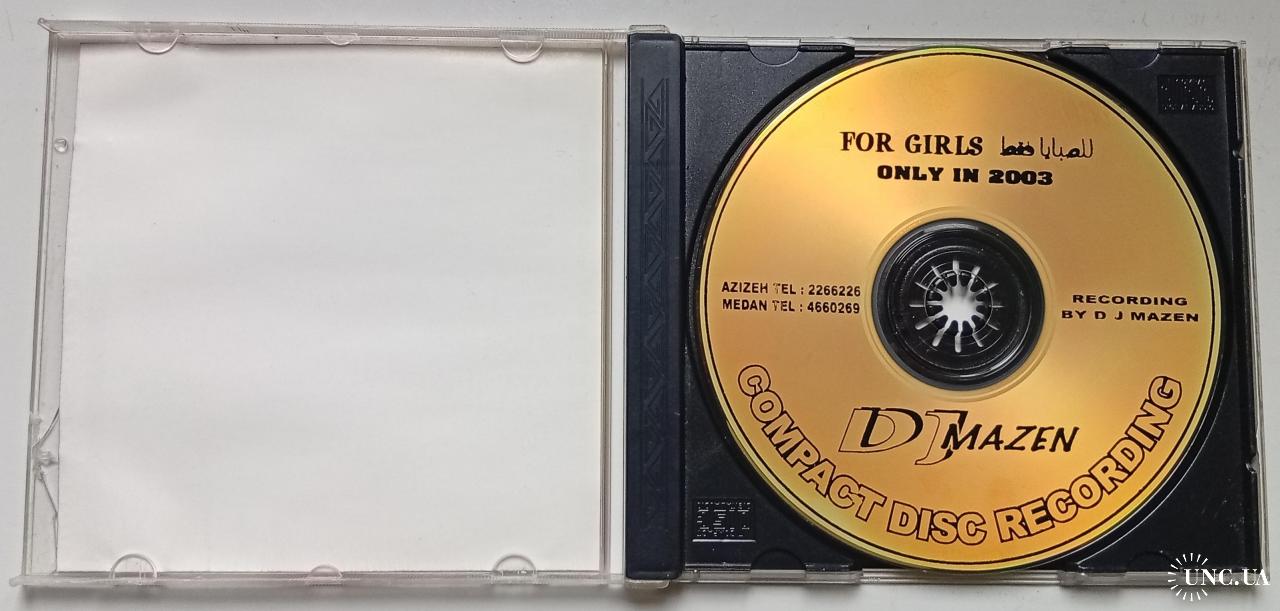 FOR GIRLS للصبايا فقط
ONLY IN 2003
AZIZEH TEL : 2266226
MEDAN TEL : 4660269
RECORDING
BY D J MAZEN
DJ MAZEN
COMPACT DISC RECORDING
UNC.UA